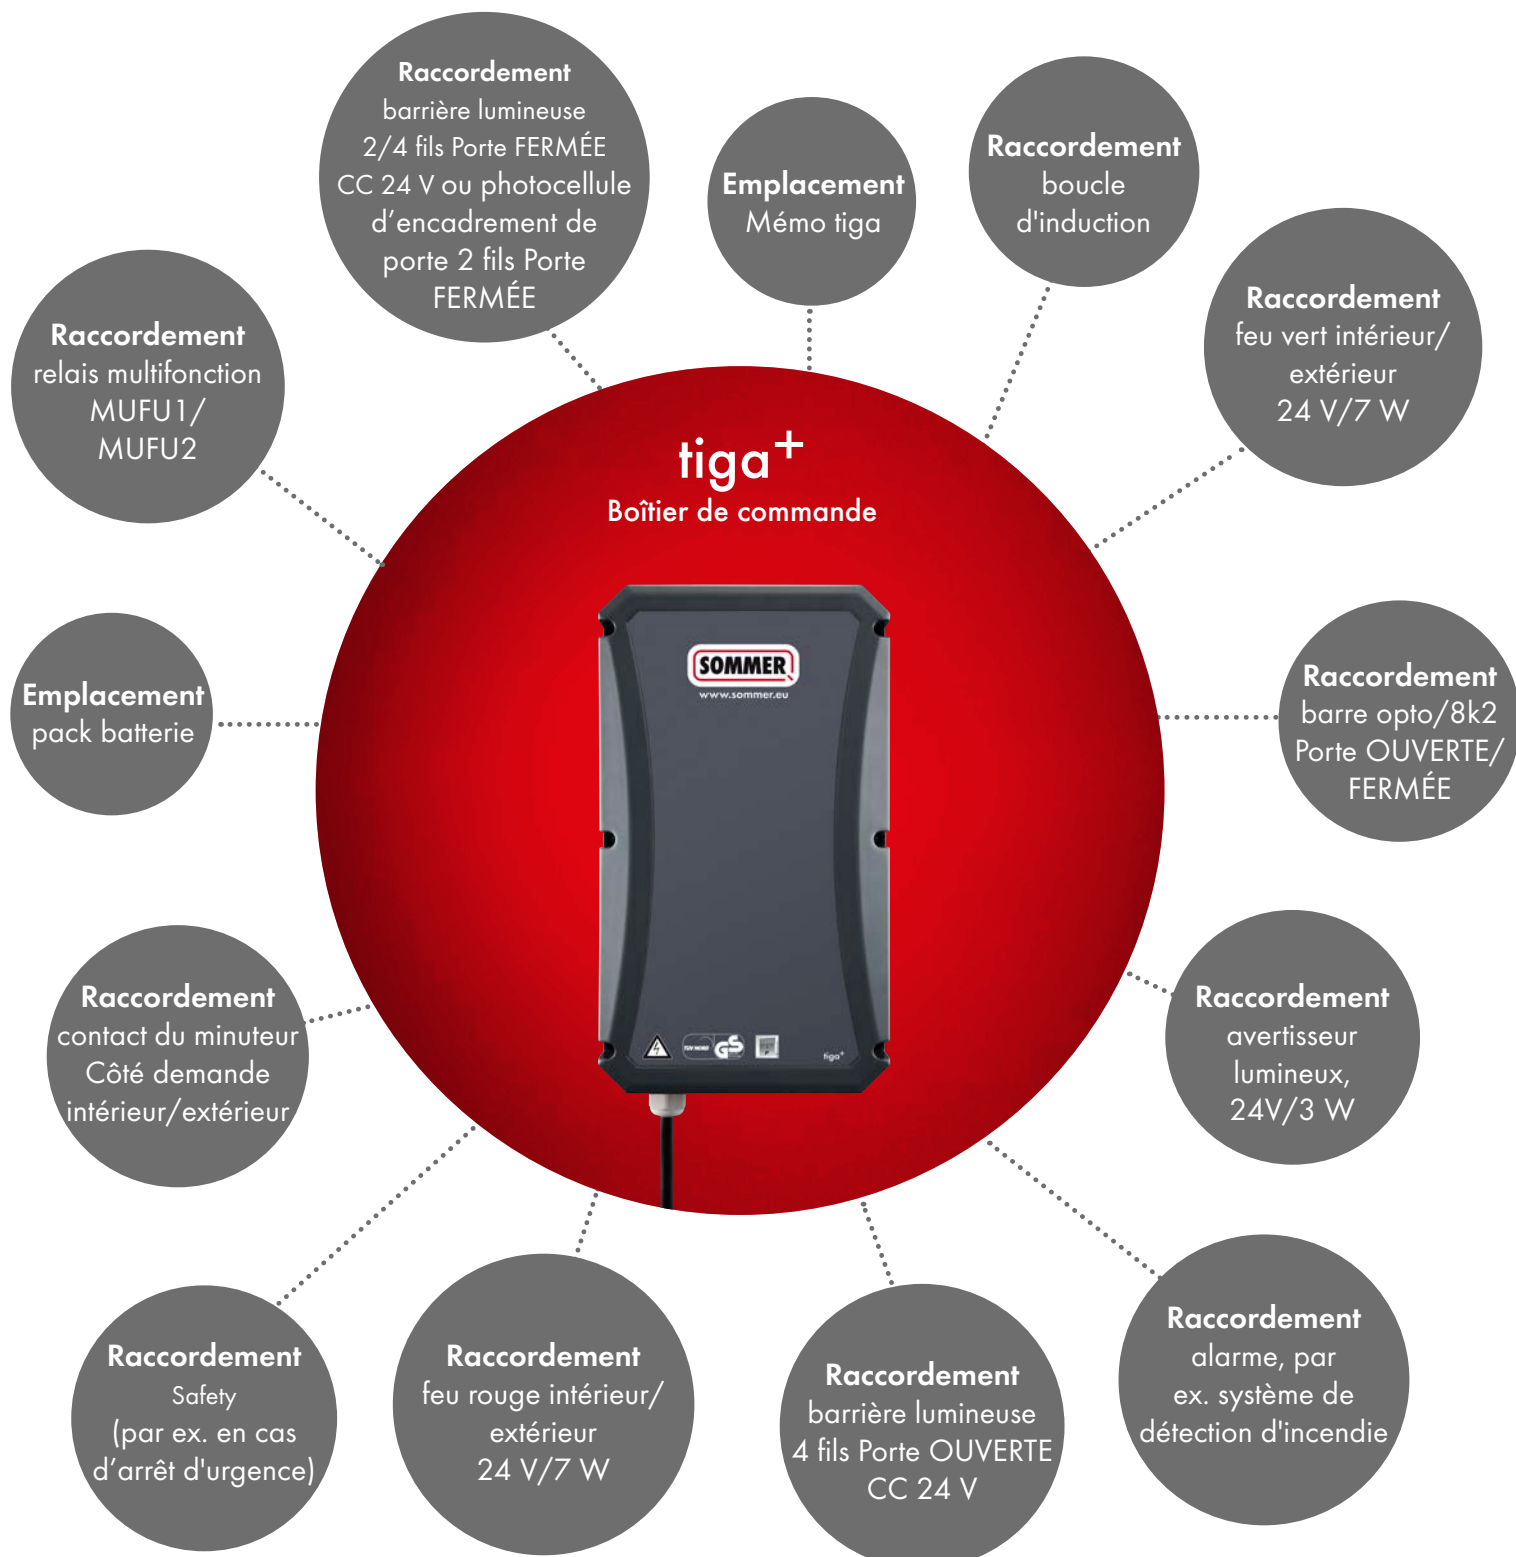 Raccordement
barrière lumineuse
2/4 fils Porte FERMÉE
CC 24 V ou photocellule
d’encadrement de
porte 2 fils Porte
FERMÉE
Emplacement
Mémo tiga
Raccordement
boucle
d'induction
Raccordement
feu vert intérieur/
extérieur
24 V/7 W
Raccordement
relais multifonction
MUFU1/
MUFU2
tiga+
Boîtier de commande
SOMMER
www.sommer.eu
Emplacement
pack batterie
Raccordement
barre opto/8k2
Porte OUVERTE/
FERMÉE
Raccordement
contact du minuteur
Côté demande
intérieur/extérieur
Raccordement
avertisseur
lumineux,
24V/3 W
TÜV NORD GS
tiga+
Raccordement
Safety
(par ex. en cas
d’arrêt d'urgence)
Raccordement
feu rouge intérieur/
extérieur
24 V/7 W
Raccordement
barrière lumineuse
4 fils Porte OUVERTE
CC 24 V
Raccordement
alarme, par
ex. système de
détection d'incendie